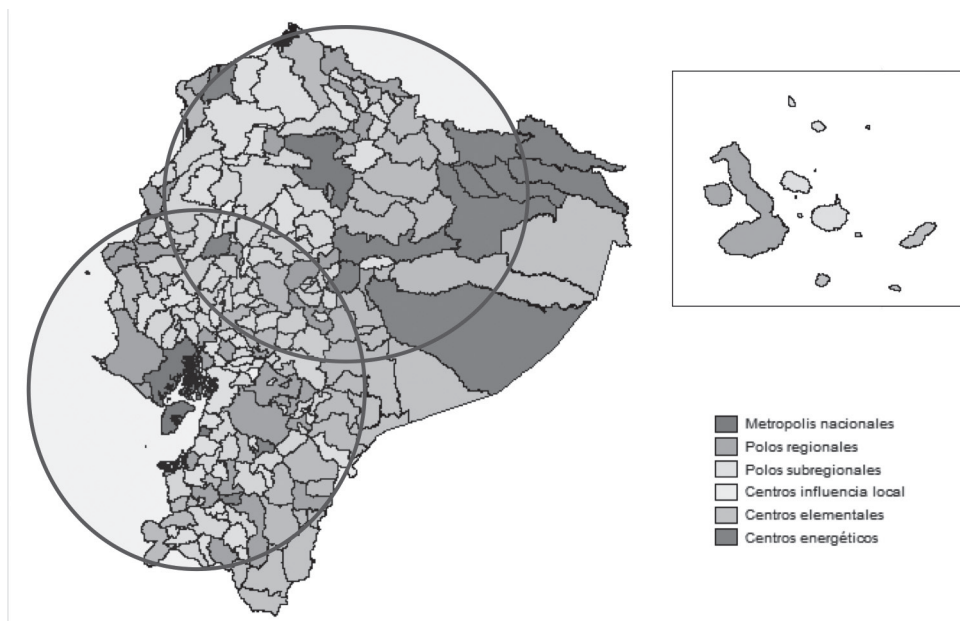 Metropolis nacionales
Polos regionales
Polos subregionales
Centros influencia local
Centros elementales
Centros energéticos